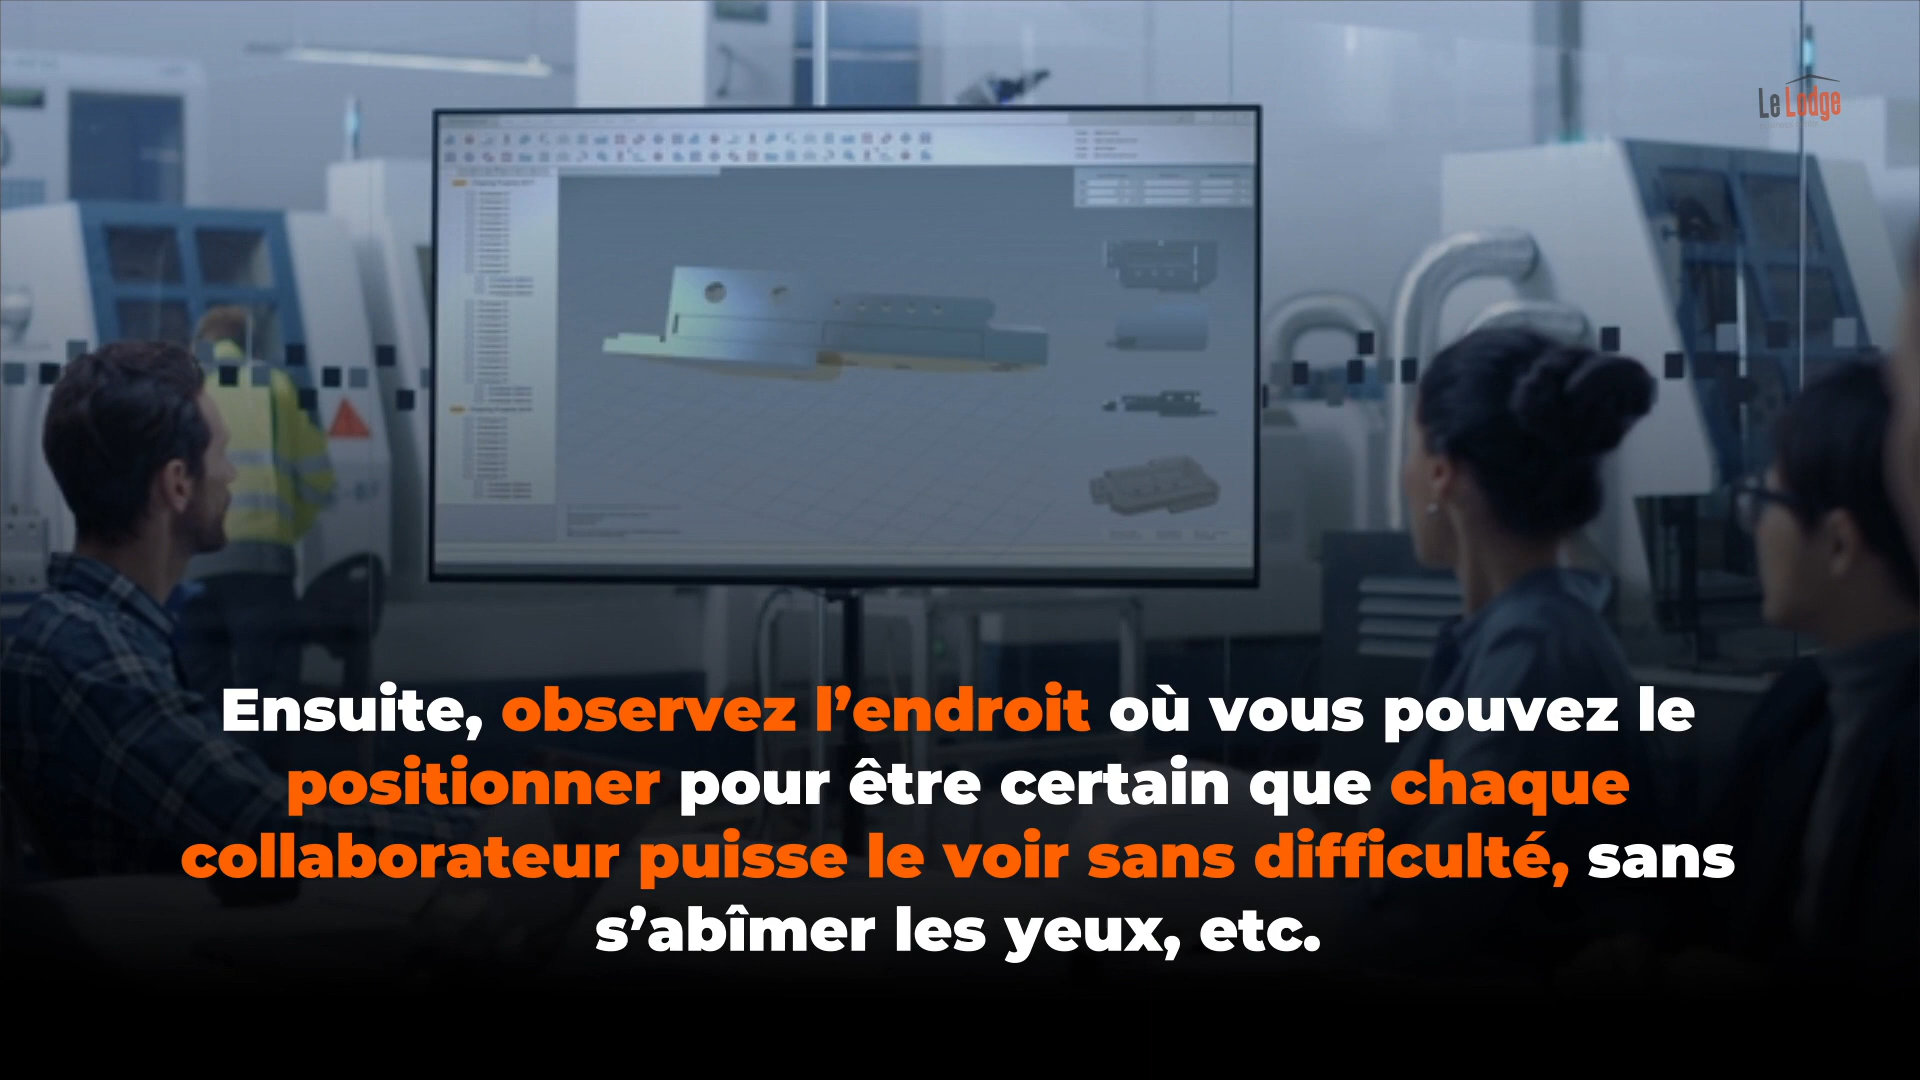 Le Lodge
Ensuite, observez l’endroit où vous pouvez le
positionner pour être certain que chaque
collaborateur puisse le voir sans difficulté, sans
s’abîmer les yeux, etc.